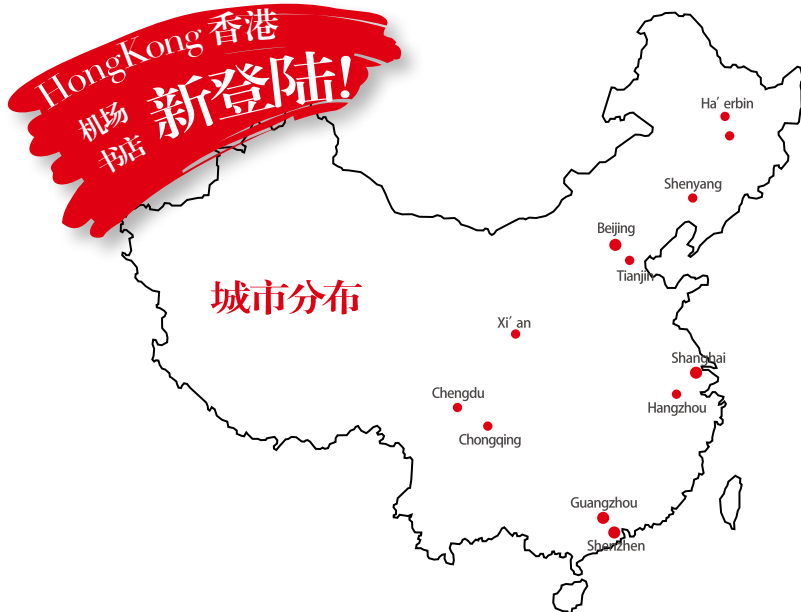 HongKong 香港
机场
书店
新登陆!
城市分布
Ha' erbin
Shenyang
Beijing
Tianjin
Xi' an
Shanghai
Hangzhou
Chengdu
Chongqing
Guangzhou
Shenzhen